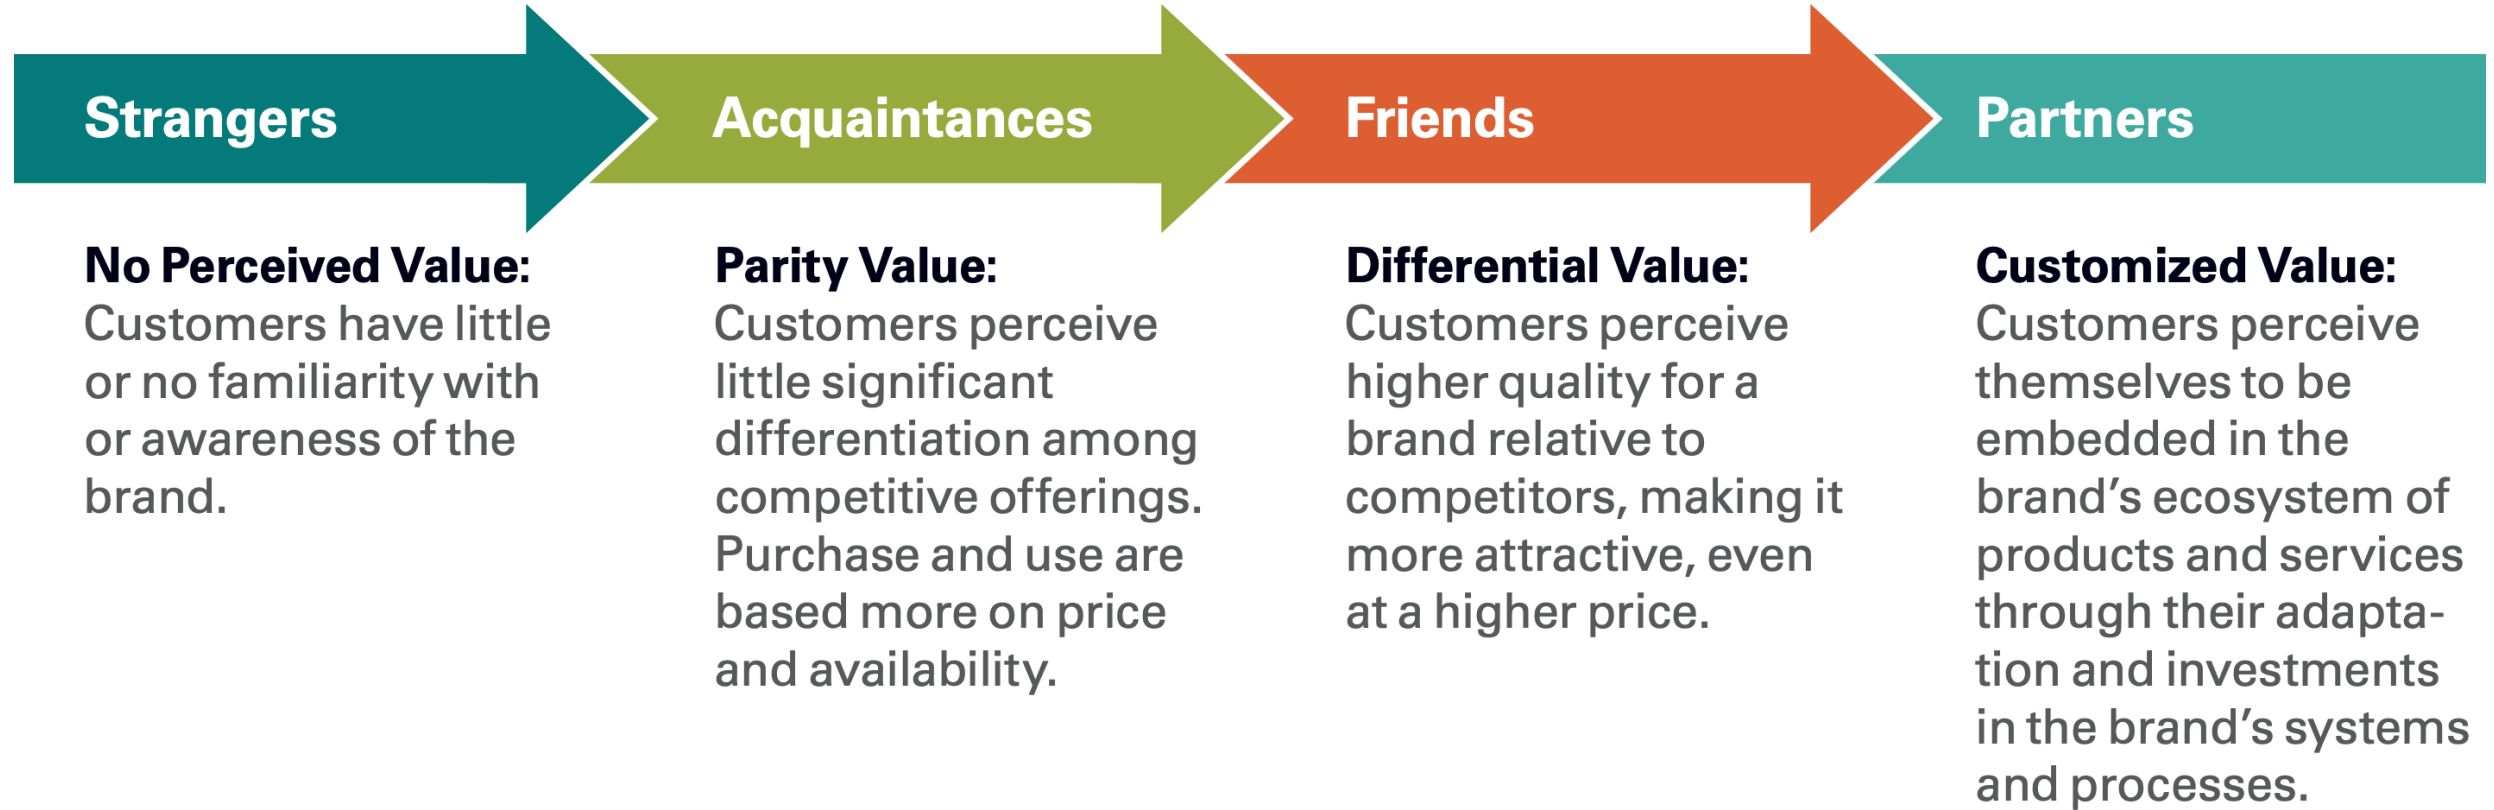 Strangers
Acquaintances
Friends
Partners
No Perceived Value:
Customers have little
or no familiarity with
or awareness of the
brand.
Parity Value:
Customers perceive
little significant
differentiation among
competitive offerings.
Purchase and use are
based more on price
and availability.
Differential Value:
Customers perceive
higher quality for a
brand relative to
competitors, making it
more attractive, even
at a higher price.
Customized Value:
Customers perceive
themselves to be
embedded in the
brand’s ecosystem of
products and services
through their adapta-
tion and investments
in the brand’s systems
and processes.